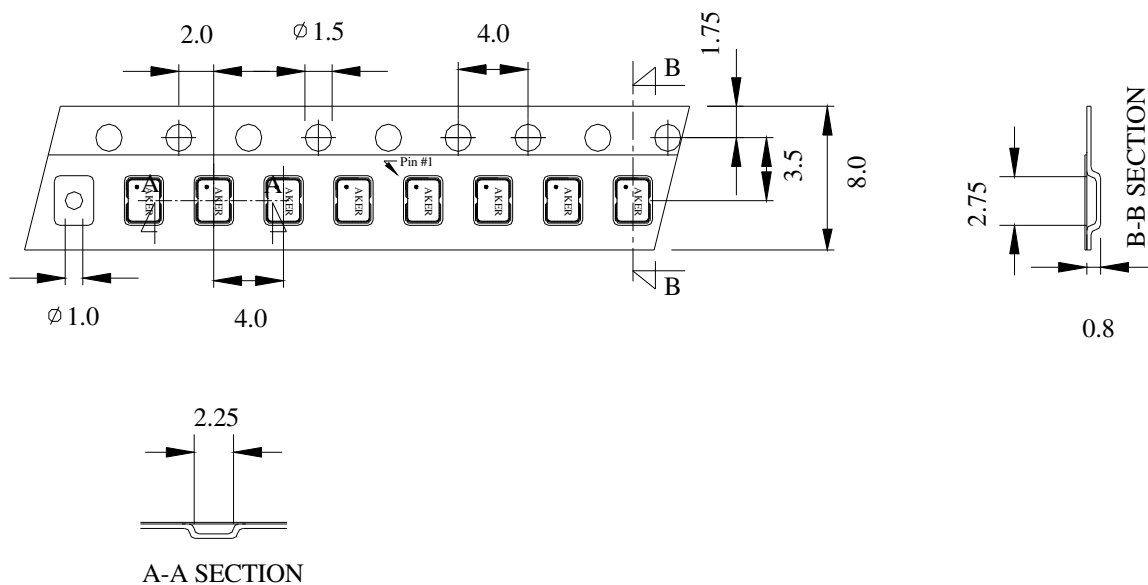 2.0
⌀ 1.5
4.0
1.75
B
Pin #1
3.5
8.0
A
A
AKER
AKER
AKER
AKER
AKER
AKER
AKER
AKER
B
⌀ 1.0
4.0
2.75
B-B SECTION
0.8
2.25
A-A SECTION